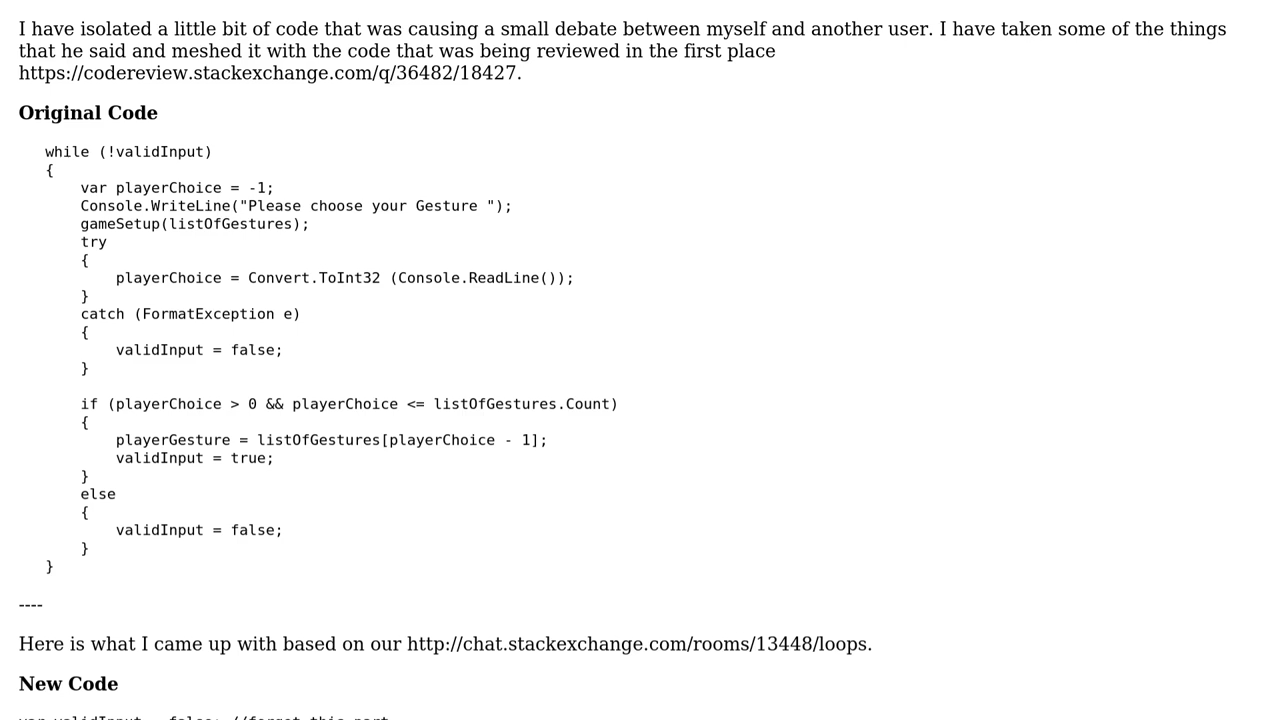 I have isolated a little bit of code that was causing a small debate between myself and another user. I have taken some of the things
that he said and meshed it with the code that was being reviewed in the first place
https://codereview.stackexchange.com/q/36482/18427.
Original Code
while (!validInput)
{
    var playerChoice = -1;
    Console.WriteLine("Please choose your Gesture ");
    gameSetup(listOfGestures);
    try
    {
        playerChoice = Convert.ToInt32 (Console.ReadLine());
    }
    catch (FormatException e)
    {
        validInput = false;
    }

    if (playerChoice > 0 && playerChoice <= listOfGestures.Count)
    {
        playerGesture = listOfGestures[playerChoice - 1];
        validInput = true;
    }
    else
    {
        validInput = false;
    }
}
----
Here is what I came up with based on our http://chat.stackexchange.com/rooms/13448/loops.
New Code